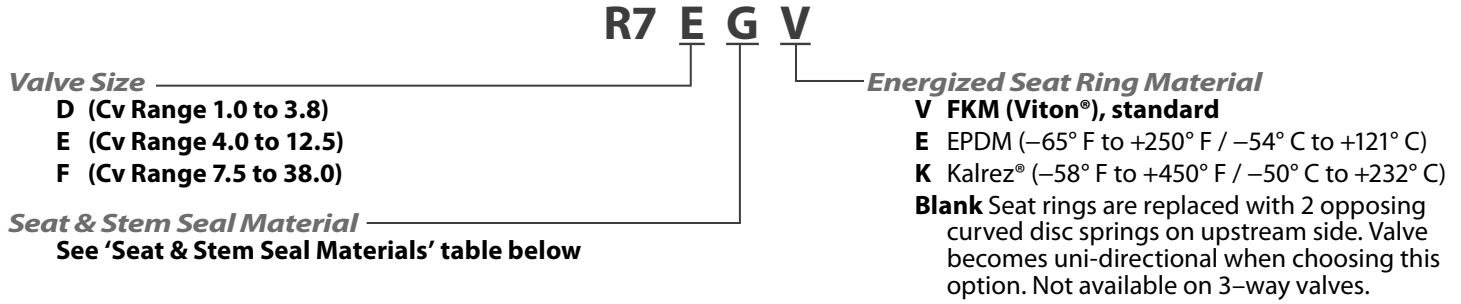 R7 E G V
Valve Size
D (Cv Range 1.0 to 3.8)
E (Cv Range 4.0 to 12.5)
F (Cv Range 7.5 to 38.0)
Seat & Stem Seal Material
See ‘Seat & Stem Seal Materials’ table below
Energized Seat Ring Material
V FKM (Viton®), standard
E EPDM (−65° F to +250° F / −54° C to +121° C)
K Kalrez® (−58° F to +450° F / −50° C to +232° C)
Blank Seat rings are replaced with 2 opposing
curved disc springs on upstream side. Valve
becomes uni-directional when choosing this
option. Not available on 3–way valves.